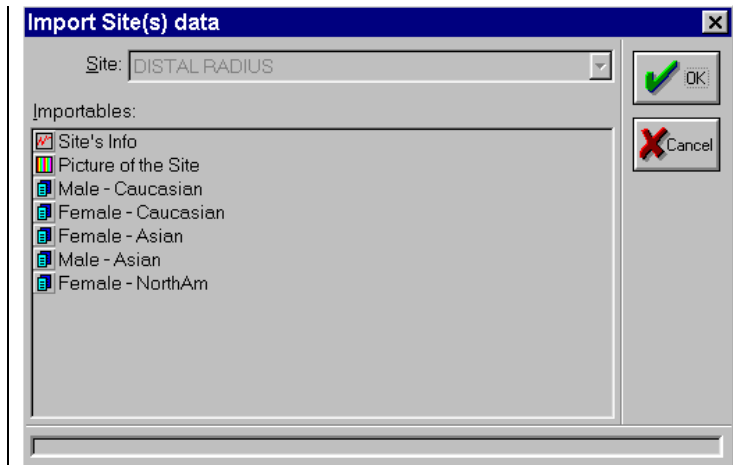 Import Site(s) data
Site: DISTAL RADIUS
OK
Importables:
Cancel
Site's Info
Picture of the Site
Male - Caucasian
Female - Caucasian
Female - Asian
Male - Asian
Female - NorthAm